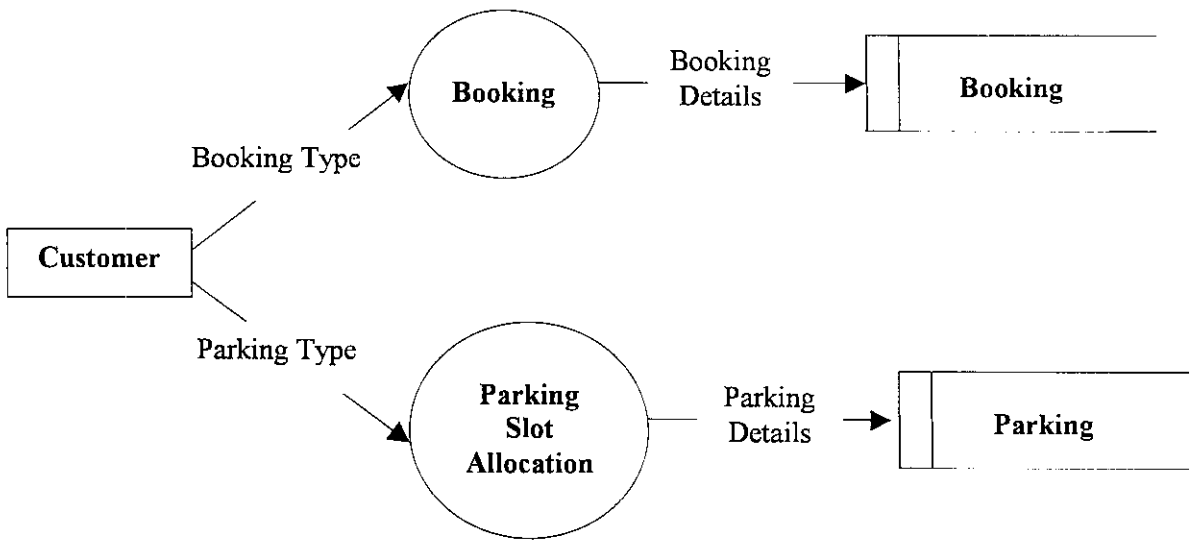 Booking
Details
Booking
Booking
Booking Type
Customer
Parking Type
Parking
Slot
Allocation
Parking
Details
Parking